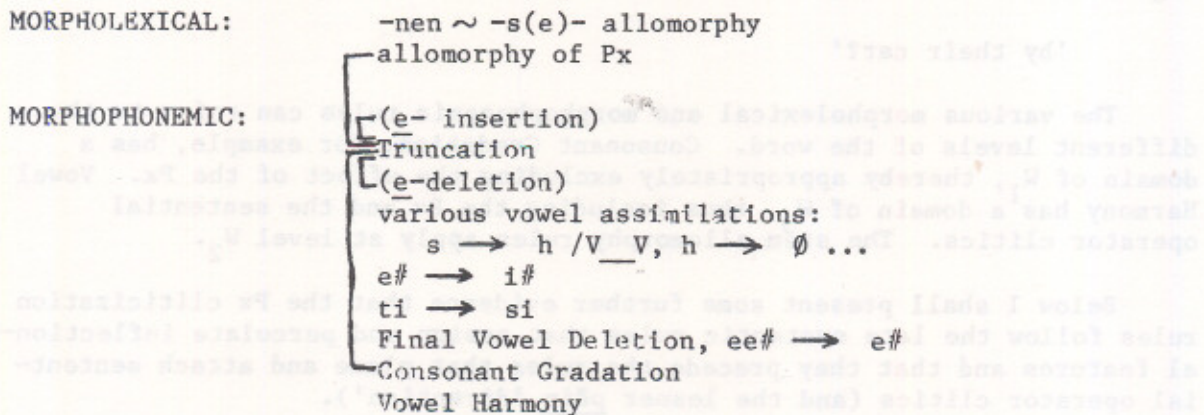 MORPHOLEXICAL: -nen ~ -s(e)- allomorphy
allomorphy of Px
MORPHOPHONEMIC: (e- insertion)
Truncation
(e-deletion)
various vowel assimilations:
s → h /V__V, h → Ø ...
e# → i#
ti → si
Final Vowel Deletion, ee# → e#
Consonant Gradation
Vowel Harmony